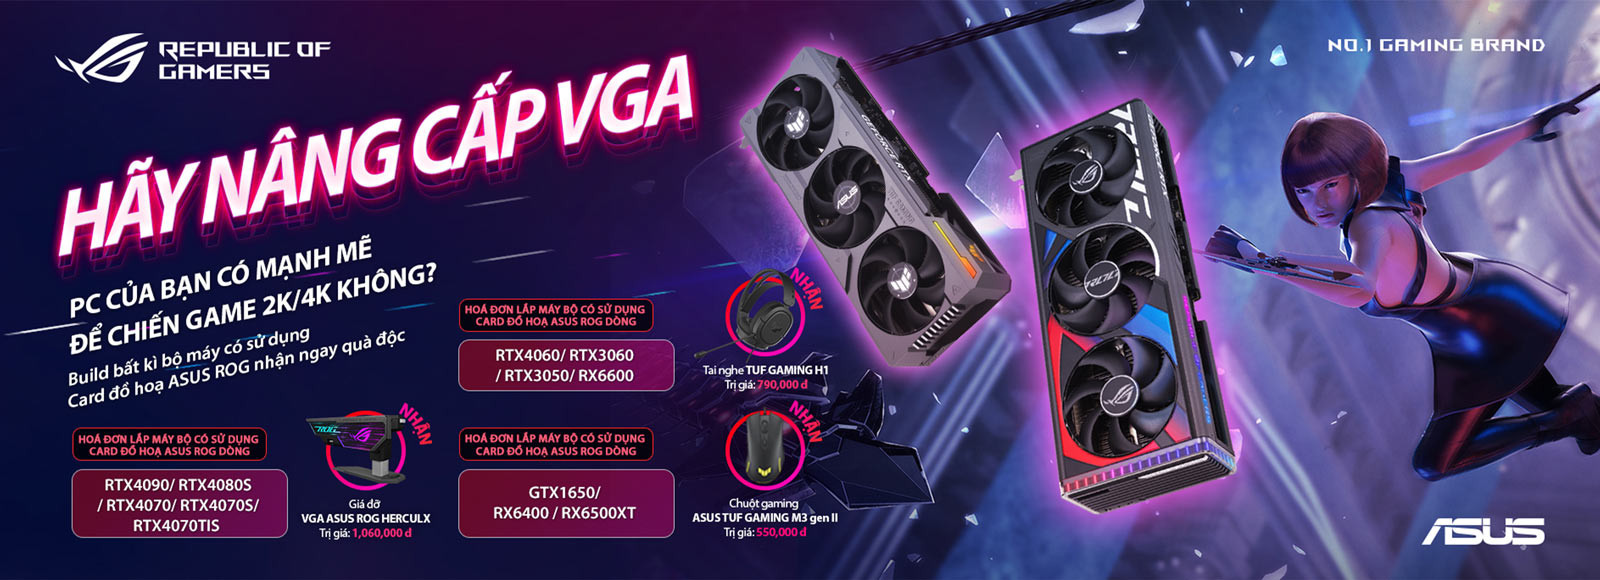 REPUBLIC OF
GAMERS
NO.1 GAMING BRAND
HÃY NÂNG CẤP VGA
PC CỦA BẠN CÓ MẠNH MẼ
ĐỂ CHIẾN GAME 2K/4K KHÔNG?
Build bất kì bộ máy có sử dụng
Card đồ hoạ ASUS ROG nhận ngay quà độc
HOÁ ĐƠN LẮP MÁY BỘ CÓ SỬ DỤNG
CARD ĐỒ HOẠ ASUS ROG DÒNG
RTX4090/ RTX4080S
/ RTX4070/ RTX4070S/
RTX4070TIS
NHẬN
Giá đỡ
VGA ASUS ROG HERCULX
Trị giá: 1,060,000 đ
HOÁ ĐƠN LẮP MÁY BỘ CÓ SỬ DỤNG
CARD ĐỒ HOẠ ASUS ROG DÒNG
RTX4060/ RTX3060
/ RTX3050/ RX6600
NHẬN
Tai nghe TUF GAMING H1
Trị giá: 790,000 đ
HOÁ ĐƠN LẮP MÁY BỘ CÓ SỬ DỤNG
CARD ĐỒ HOẠ ASUS ROG DÒNG
GTX1650/
RX6400 / RX6500XT
NHẬN
Chuột gaming
ASUS TUF GAMING M3 gen II
Trị giá: 550,000 đ
GEFORCE RTX
ASUS
ASUS